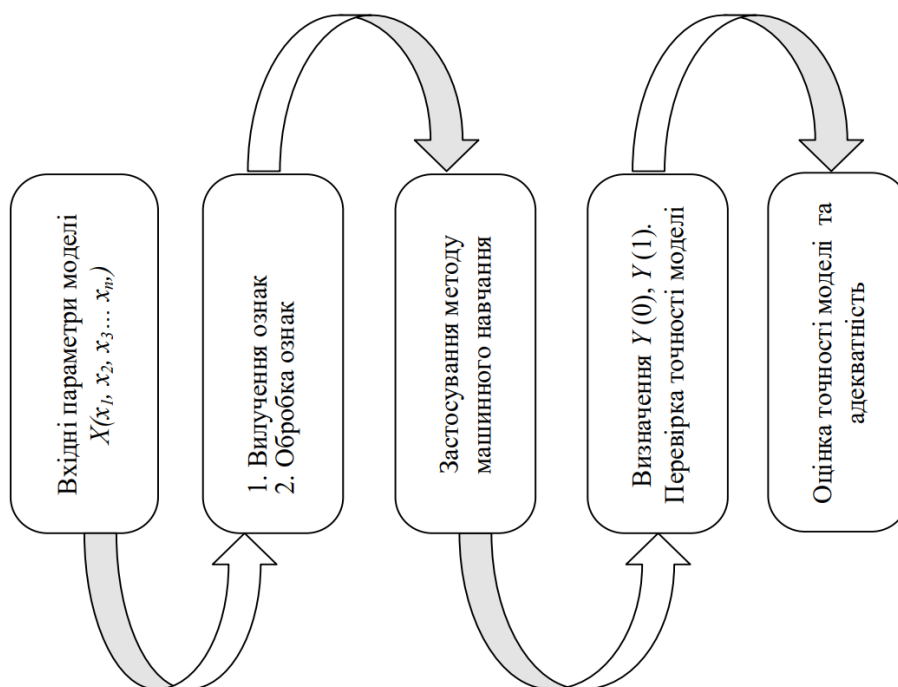 Вхідні параметри моделі
X(x1, x2, x3... xn,)
1. Вилучення ознак
2. Обробка ознак
Застосування методу
машинного навчання
Визначення Y (0), Y (1).
Перевірка точності моделі
Оцінка точності моделі та
адекватність